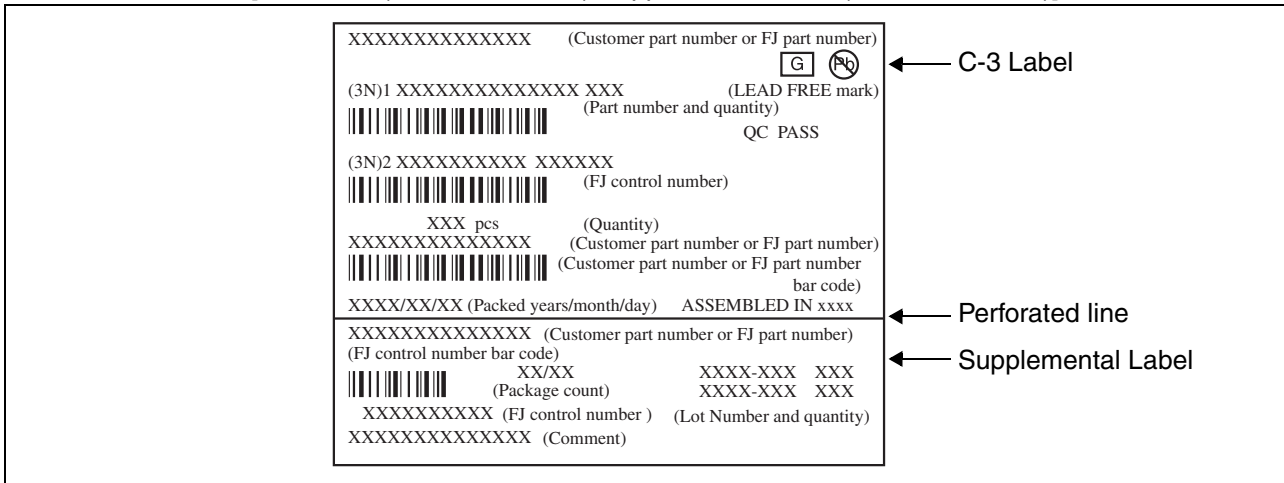 XXXXXXXXXXXXXX (Customer part number or FJ part number)
C-3 Label
G Pb
(3N)1 XXXXXXXXXXXXXX XXX (LEAD FREE mark)
(Part number and quantity)
QC PASS
(3N)2 XXXXXXXXXX XXXXXX
(FJ control number)
XXX pcs (Quantity)
XXXXXXXXXXXXXX (Customer part number or FJ part number)
(Customer part number or FJ part number
bar code)
XXXX/XX/XX (Packed years/month/day) ASSEMBLED IN xxxx
Perforated line
XXXXXXXXXXXXXX (Customer part number or FJ part number)
(FJ control number bar code)
Supplemental Label
XX/XX XXXX-XXX XXX
(Package count) XXXX-XXX XXX
XXXXXXXXXX (FJ control number ) (Lot Number and quantity)
XXXXXXXXXXXXXX (Comment)